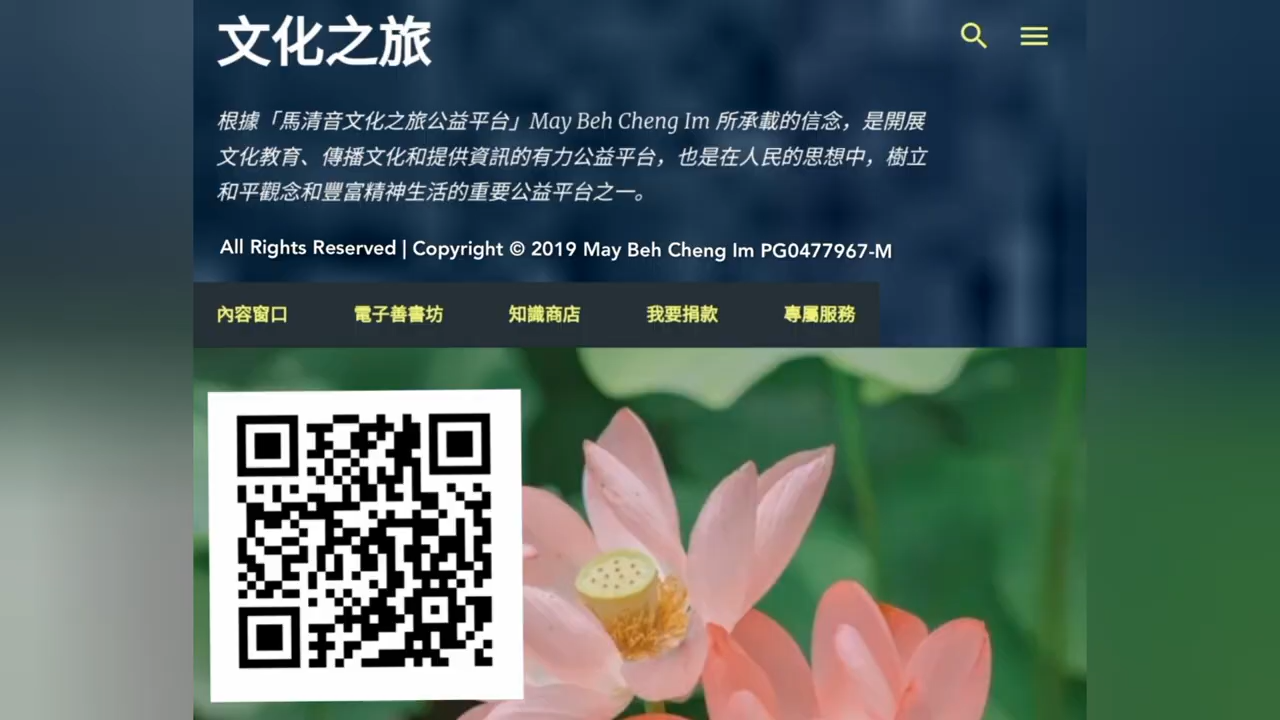 文化之旅
根據「馬清音文化之旅公益平台」May Beh Cheng Im 所承載的信念，是開展
文化教育、傳播文化和提供資訊的有力公益平台，也是在人民的思想中，樹立
和平觀念和豐富精神生活的重要公益平台之一。
All Rights Reserved | Copyright © 2019 May Beh Cheng Im PG0477967-M
內容窗口 電子善書坊 知識商店 我要捐款 專屬服務